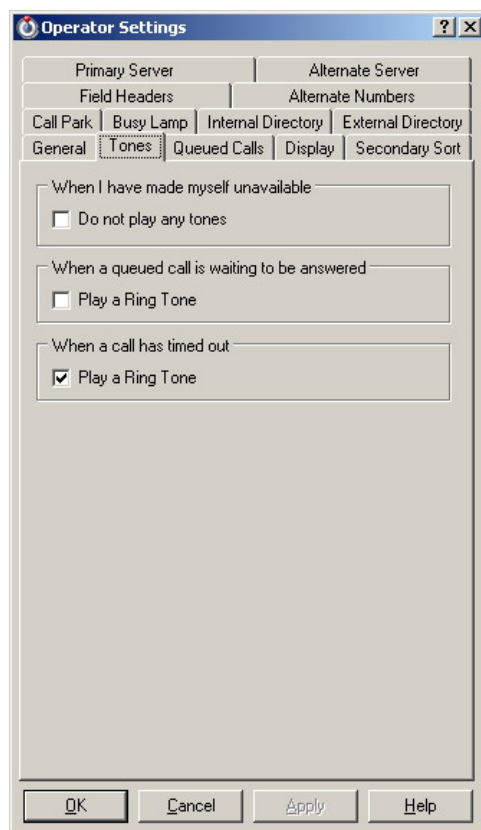 Operator Settings
Primary Server Alternate Server
Field Headers Alternate Numbers
Call Park Busy Lamp Internal Directory External Directory
General Tones Queued Calls Display Secondary Sort
When I have made myself unavailable
Do not play any tones
When a queued call is waiting to be answered
Play a Ring Tone
When a call has timed out
Play a Ring Tone
OK Cancel Apply Help